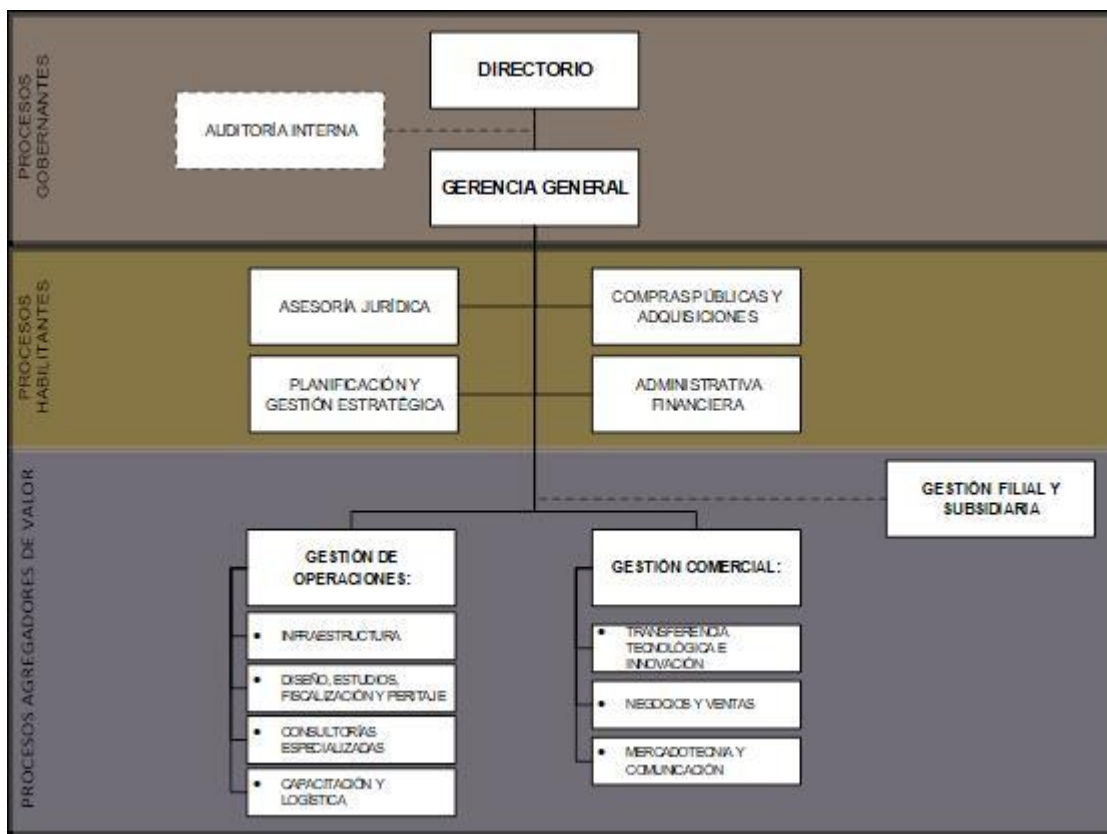 PROCESOS
GOBERNANTES
DIRECTORIO
AUDITORÍA INTERNA
GERENCIA GENERAL
PROCESOS
HABILITANTES
ASESORÍA JURÍDICA
COMPRAS PÚBLICAS Y
ADQUISICIONES
PLANIFICACIÓN Y
GESTIÓN ESTRATÉGICA
ADMINISTRATIVA
FINANCIERA
PROCESOS AGREGADORES DE VALOR
GESTIÓN FILIAL Y
SUBSIDIARIA
GESTIÓN DE
OPERACIONES:
• INFRAESTRUCTURA
• DISEÑO, ESTUDIOS,
FISCALIZACIÓN Y PERITAJE
• CONSULTORÍAS
ESPECIALIZADAS
• CAPACITACIÓN Y
LOGÍSTICA
GESTIÓN COMERCIAL:
• TRANSFERENCIA
TECNOLÓGICA E
INNOVACIÓN
• NEGOCIOS Y VENTAS
• MERCADOTECNIA Y
COMUNICACIÓN